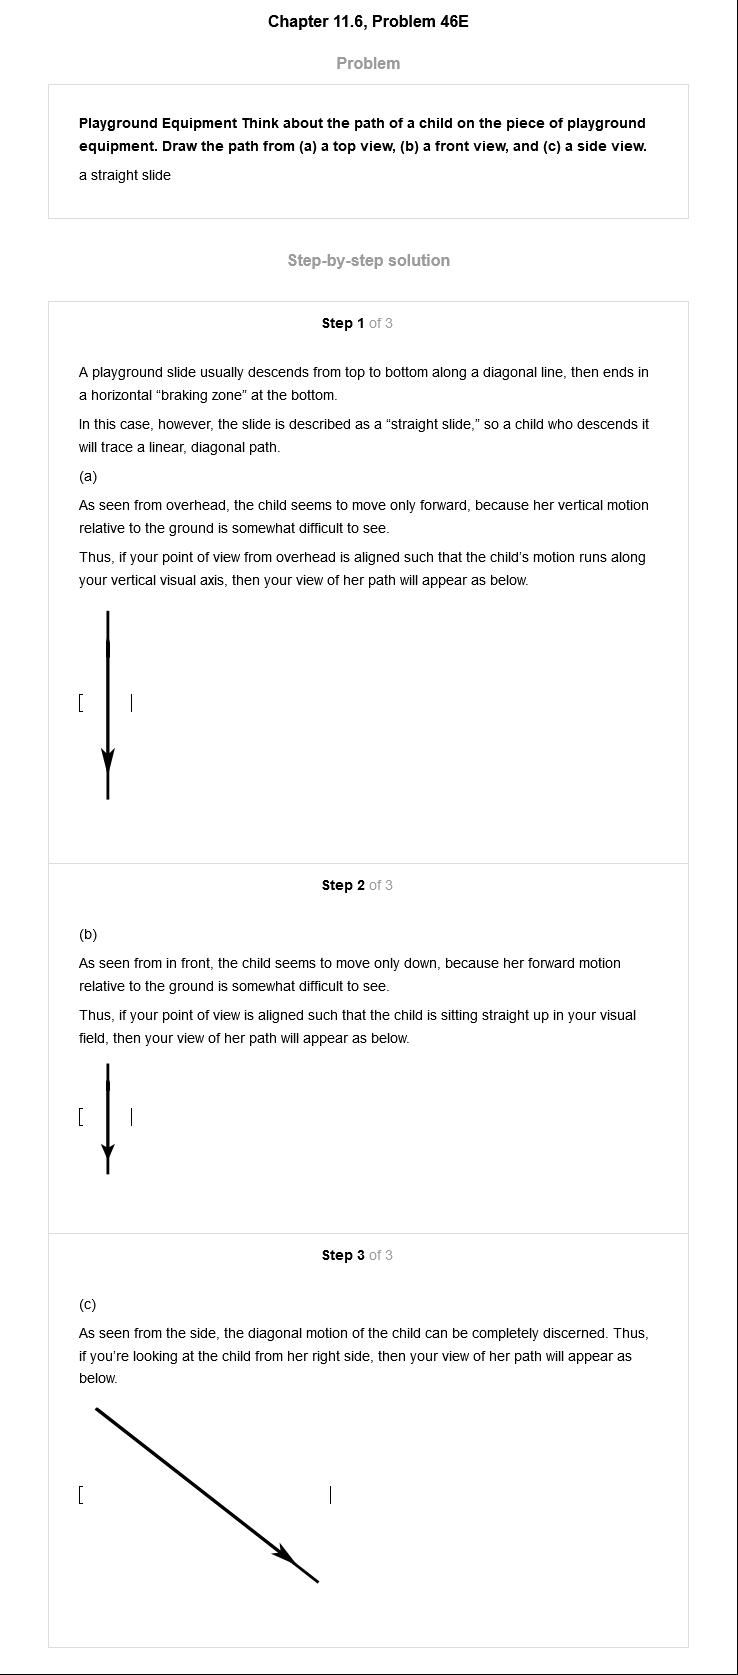 Chapter 11.6, Problem 46E
Problem
Playground Equipment Think about the path of a child on the piece of playground
equipment. Draw the path from (a) a top view, (b) a front view, and (c) a side view.
a straight slide
Step-by-step solution
Step 1 of 3
A playground slide usually descends from top to bottom along a diagonal line, then ends in
a horizontal “braking zone” at the bottom.
In this case, however, the slide is described as a “straight slide,” so a child who descends it
will trace a linear, diagonal path.
(a)
As seen from overhead, the child seems to move only forward, because her vertical motion
relative to the ground is somewhat difficult to see.
Thus, if your point of view from overhead is aligned such that the child’s motion runs along
your vertical visual axis, then your view of her path will appear as below.
[ |
Step 2 of 3
(b)
As seen from in front, the child seems to move only down, because her forward motion
relative to the ground is somewhat difficult to see.
Thus, if your point of view is aligned such that the child is sitting straight up in your visual
field, then your view of her path will appear as below.
[ |
Step 3 of 3
(c)
As seen from the side, the diagonal motion of the child can be completely discerned. Thus,
if you’re looking at the child from her right side, then your view of her path will appear as
below.
[ |